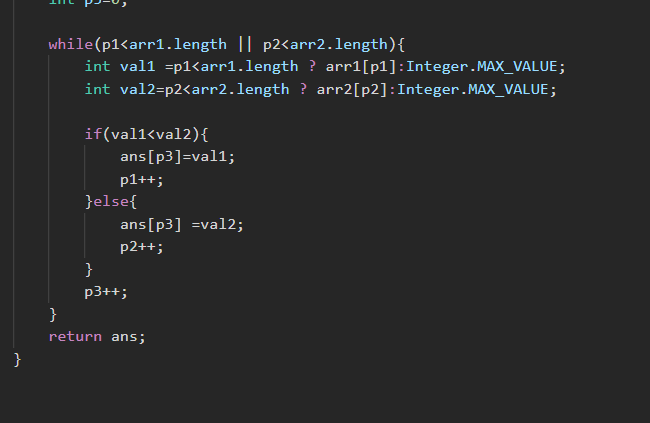 int p3=0;
while(p1<arr1.length || p2<arr2.length){
int val1 =p1<arr1.length ? arr1[p1]:Integer.MAX_VALUE;
int val2=p2<arr2.length ? arr2[p2]:Integer.MAX_VALUE;
if(val1<val2){
ans[p3]=val1;
p1++;
}else{
ans[p3] =val2;
p2++;
}
p3++;
}
return ans;
}